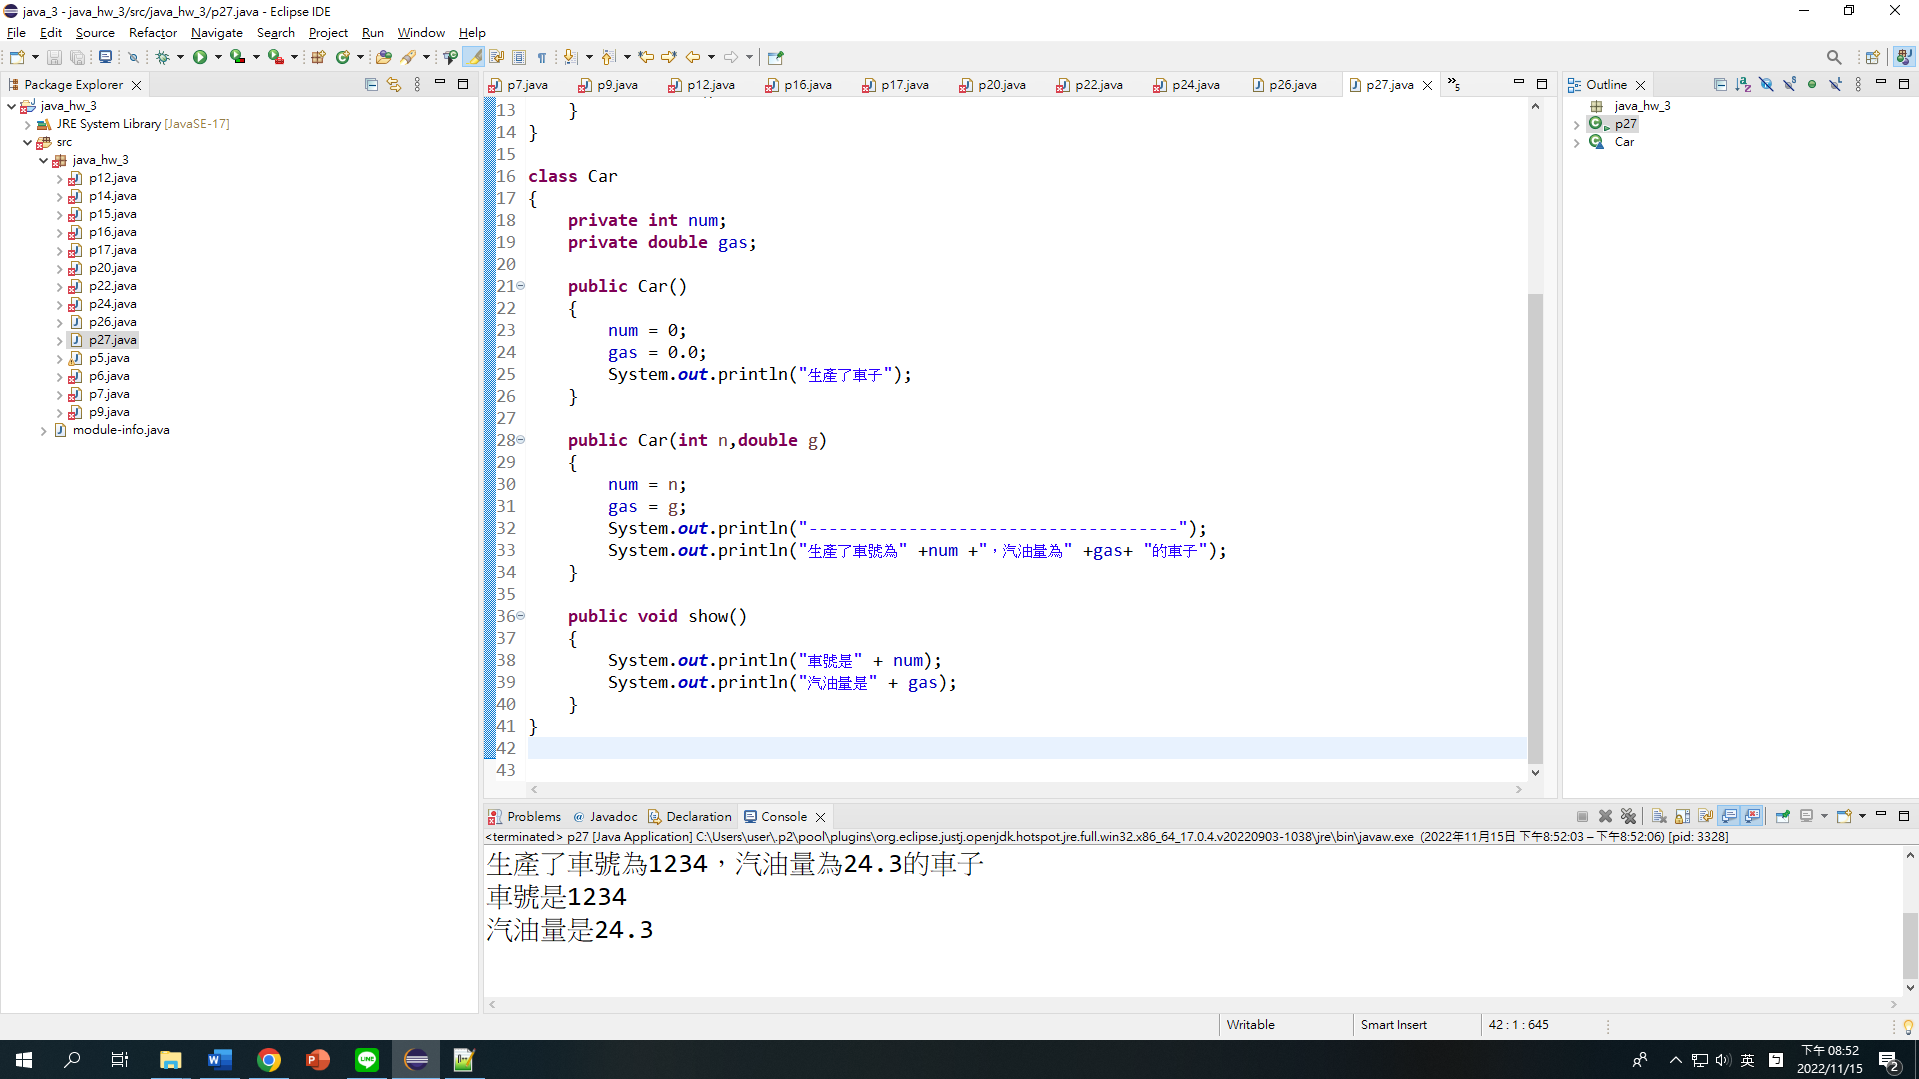 java_3 - java_hw_3/src/java_hw_3/p27.java - Eclipse IDE
File Edit Source Refactor Navigate Search Project Run Window Help
Package Explorer
java_hw_3
JRE System Library [JavaSE-17]
src
java_hw_3
p12.java
p14.java
p15.java
p16.java
p17.java
p20.java
p22.java
p24.java
p26.java
p27.java
p5.java
p6.java
p7.java
p9.java
module-info.java
p7.java p9.java p12.java p16.java p17.java p20.java p22.java p24.java p26.java p27.java »5
13 }
14 }
15
16 class Car
17 {
18 private int num;
19 private double gas;
20
21 public Car()
22 {
23 num = 0;
24 gas = 0.0;
25 System.out.println("生產了車子");
26 }
27
28 public Car(int n,double g)
29 {
30 num = n;
31 gas = g;
32 System.out.println("-------------------------------------");
33 System.out.println("生產了車號為" +num +"，汽油量為" +gas+ "的車子");
34 }
35
36 public void show()
37 {
38 System.out.println("車號是" + num);
39 System.out.println("汽油量是" + gas);
40 }
41 }
42
43
Outline
java_hw_3
p27
Car
Problems @ Javadoc Declaration Console
<terminated> p27 [Java Application] C:\Users\user\.p2\pool\plugins\org.eclipse.justj.openjdk.hotspot.jre.full.win32.x86_64_17.0.4.v20220903-1038\jre\bin\javaw.exe (2022年11月15日 下午8:52:03 – 下午8:52:06) [pid: 3328]
生產了車號為1234，汽油量為24.3的車子
車號是1234
汽油量是24.3
Writable Smart Insert 42 : 1 : 645
英 下午 08:52
2022/11/15
2